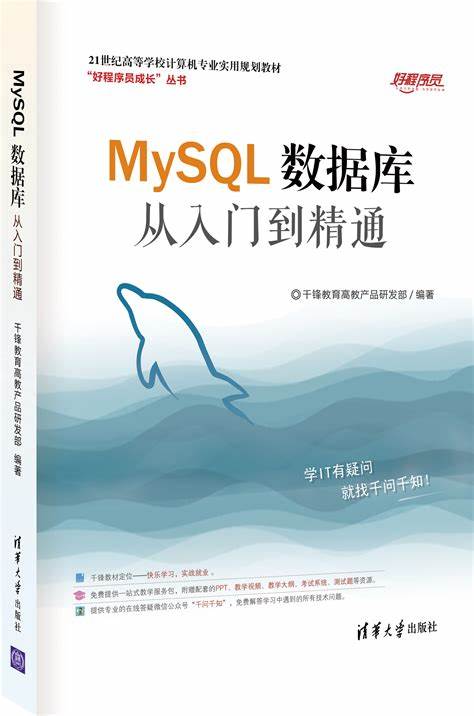 21世纪高等学校计算机专业实用规划教材
“好程序员成长”丛书
好程序员
MySQL 数据库
从入门到精通
◎千锋教育高教产品研发部/编著
学IT有疑问
就找千问千知!
千锋教材定位——快乐学习,实战就业。
免费提供一站式教学服务包,附赠配套的PPT、教学视频、教学大纲、考试系统、测试题等资源。
提供专业的在线答疑微信公众号“千问千知”,免费解答学习中遇到的所有技术问题。
清华大学出版社
MySQL 数据库 从入门到精通
千锋教育高教产品研发部 编著
清华大学出版社